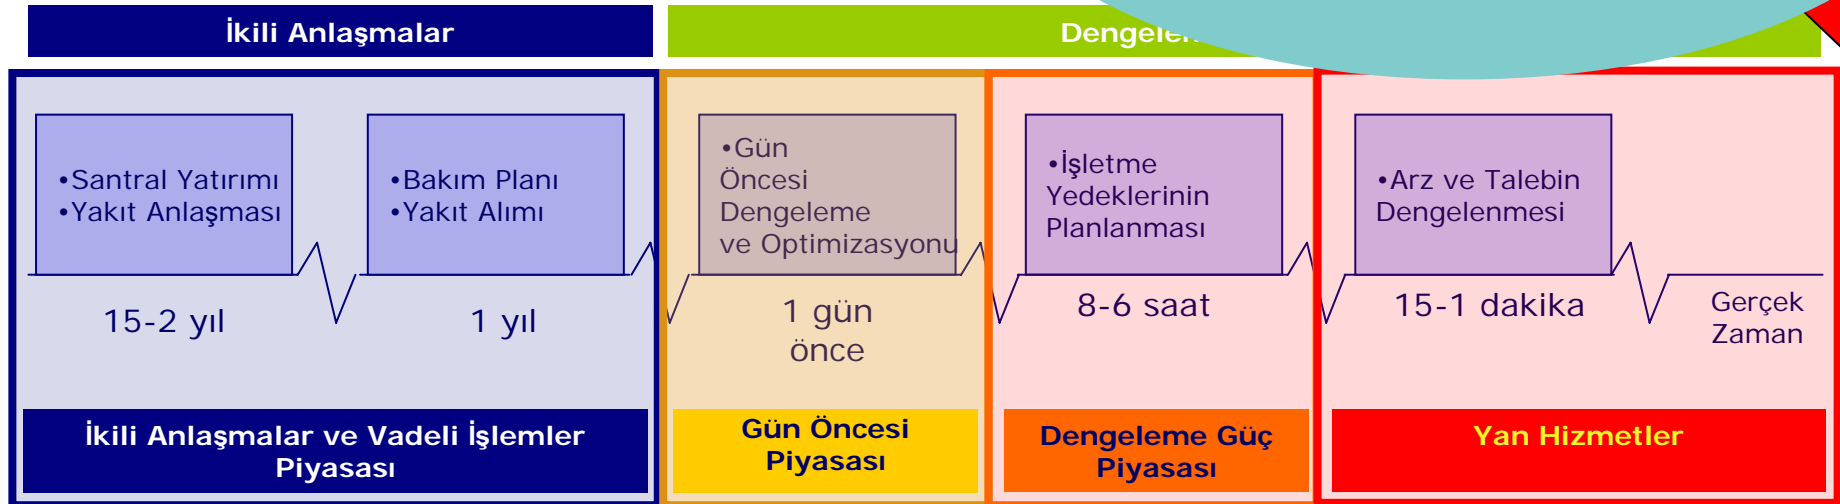 İkili Anlaşmalar
•Santral Yatırımı
•Yakıt Anlaşması
•Bakım Planı
•Yakıt Alımı
•Gün
Öncesi
Dengeleme
ve Optimizasyonu
•İşletme
Yedeklerinin
Planlanması
•Arz ve Talebin
Dengelenmesi
15-2 yıl
1 yıl
1 gün
önce
8-6 saat
15-1 dakika
Gerçek
Zaman
İkili Anlaşmalar ve Vadeli İşlemler
Piyasası
Gün Öncesi
Piyasası
Dengeleme Güç
Piyasası
Yan Hizmetler